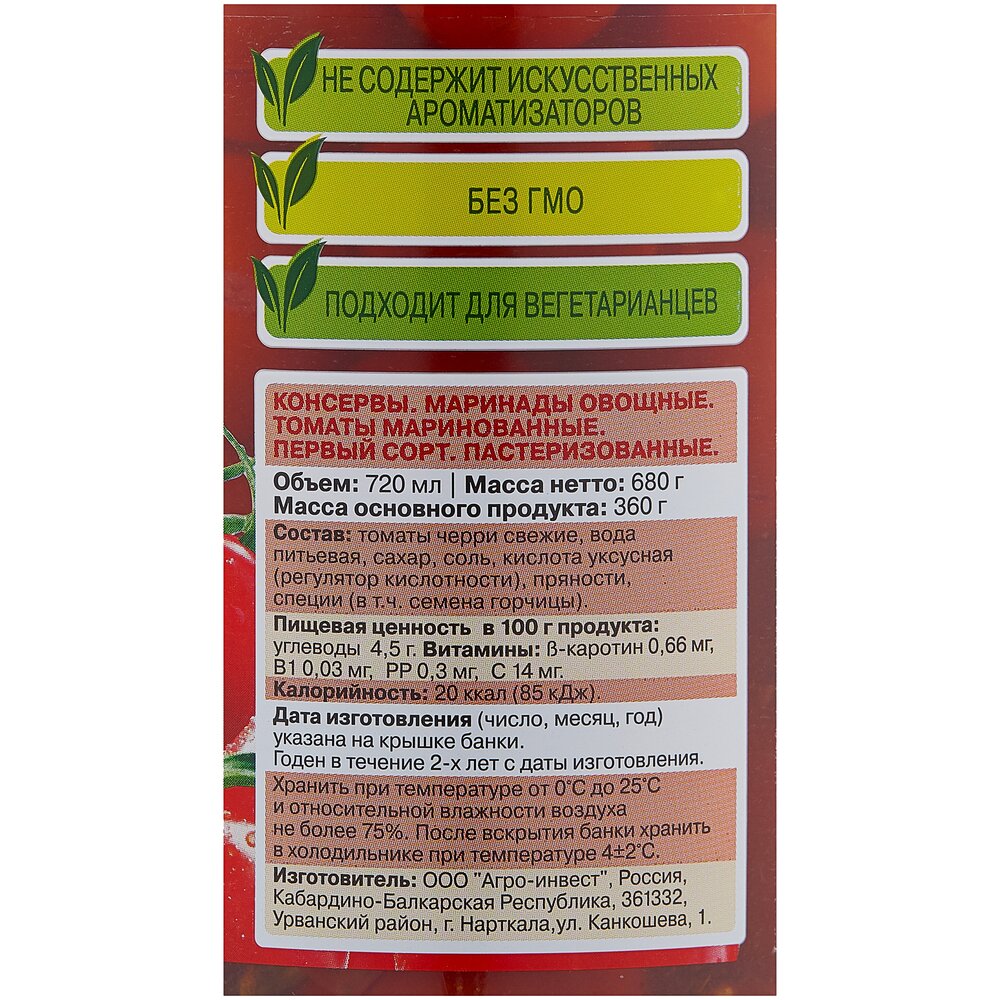 НЕ СОДЕРЖИТ ИСКУССТВЕННЫХ
АРОМАТИЗАТОРОВ
БЕЗ ГМО
ПОДХОДИТ ДЛЯ ВЕГЕТАРИАНЦЕВ
КОНСЕРВЫ. МАРИНАДЫ ОВОЩНЫЕ.
ТОМАТЫ МАРИНОВАННЫЕ.
ПЕРВЫЙ СОРТ. ПАСТЕРИЗОВАННЫЕ.
Объем: 720 мл | Масса нетто: 680 г
Масса основного продукта: 360 г
Состав: томаты черри свежие, вода
питьевая, сахар, соль, кислота уксусная
(регулятор кислотности), пряности,
специи (в т.ч. семена горчицы).
Пищевая ценность в 100 г продукта:
углеводы 4,5 г. Витамины: β-каротин 0,66 мг,
В1 0,03 мг, РР 0,3 мг, С 14 мг.
Калорийность: 20 ккал (85 кДж).
Дата изготовления (число, месяц, год)
указана на крышке банки.
Годен в течение 2-х лет с даты изготовления.
Хранить при температуре от 0°С до 25°С
и относительной влажности воздуха
не более 75%. После вскрытия банки хранить
в холодильнике при температуре 4±2°С.
Изготовитель: ООО "Агро-инвест", Россия,
Кабардино-Балкарская Республика, 361332,
Урванский район, г. Нарткала,ул. Канкошева, 1.